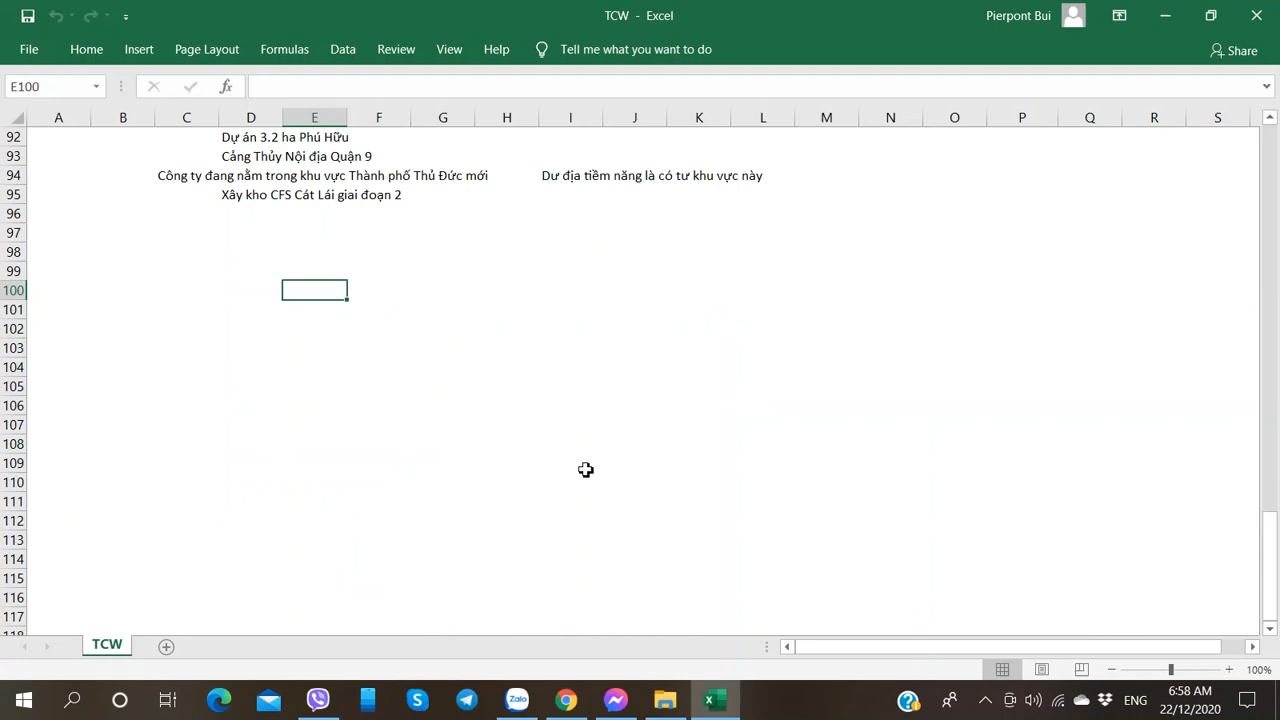 TCW - Excel
Pierpont Bui
File Home Insert Page Layout Formulas Data Review View Help Tell me what you want to do Share
E100 fx
A B C D E F G H I J K L M N O P Q R S
92 Dự án 3.2 ha Phú Hữu
93 Cảng Thủy Nội địa Quận 9
94 Công ty đang nằm trong khu vực Thành phố Thủ Đức mới Dư địa tiềm năng là có tư khu vực này
95 Xây kho CFS Cát Lái giai đoạn 2
96
97
98
99
100
101
102
103
104
105
106
107
108
109
110
111
112
113
114
115
116
117
118
TCW
100%
Zalo
ENG
6:58 AM
22/12/2020